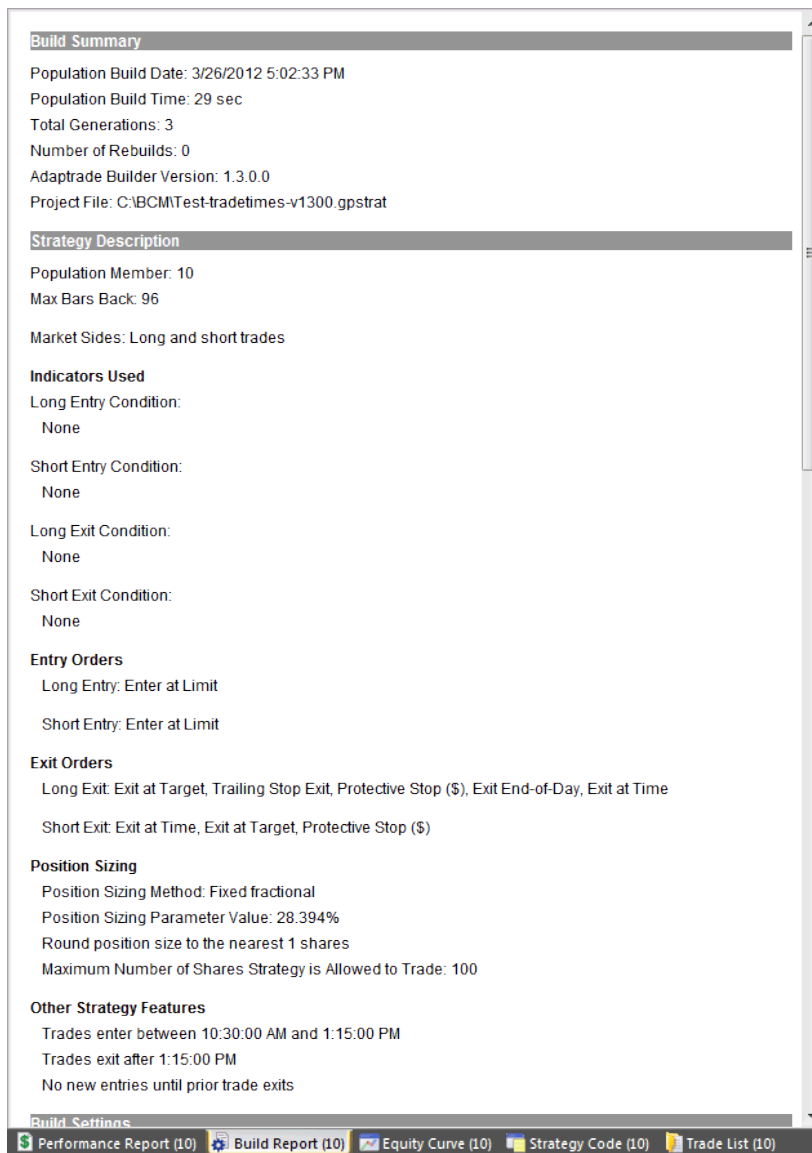 Build Summary
Population Build Date: 3/26/2012 5:02:33 PM
Population Build Time: 29 sec
Total Generations: 3
Number of Rebuilds: 0
Adaptrade Builder Version: 1.3.0.0
Project File: C:\BCM\Test-tradetimes-v1300.gpstrat
Strategy Description
Population Member: 10
Max Bars Back: 96
Market Sides: Long and short trades
Indicators Used
Long Entry Condition:
None
Short Entry Condition:
None
Long Exit Condition:
None
Short Exit Condition:
None
Entry Orders
Long Entry: Enter at Limit
Short Entry: Enter at Limit
Exit Orders
Long Exit: Exit at Target, Trailing Stop Exit, Protective Stop ($), Exit End-of-Day, Exit at Time
Short Exit: Exit at Time, Exit at Target, Protective Stop ($)
Position Sizing
Position Sizing Method: Fixed fractional
Position Sizing Parameter Value: 28.394%
Round position size to the nearest 1 shares
Maximum Number of Shares Strategy is Allowed to Trade: 100
Other Strategy Features
Trades enter between 10:30:00 AM and 1:15:00 PM
Trades exit after 1:15:00 PM
No new entries until prior trade exits
Build Settings
Performance Report (10) Build Report (10) Equity Curve (10) Strategy Code (10) Trade List (10)